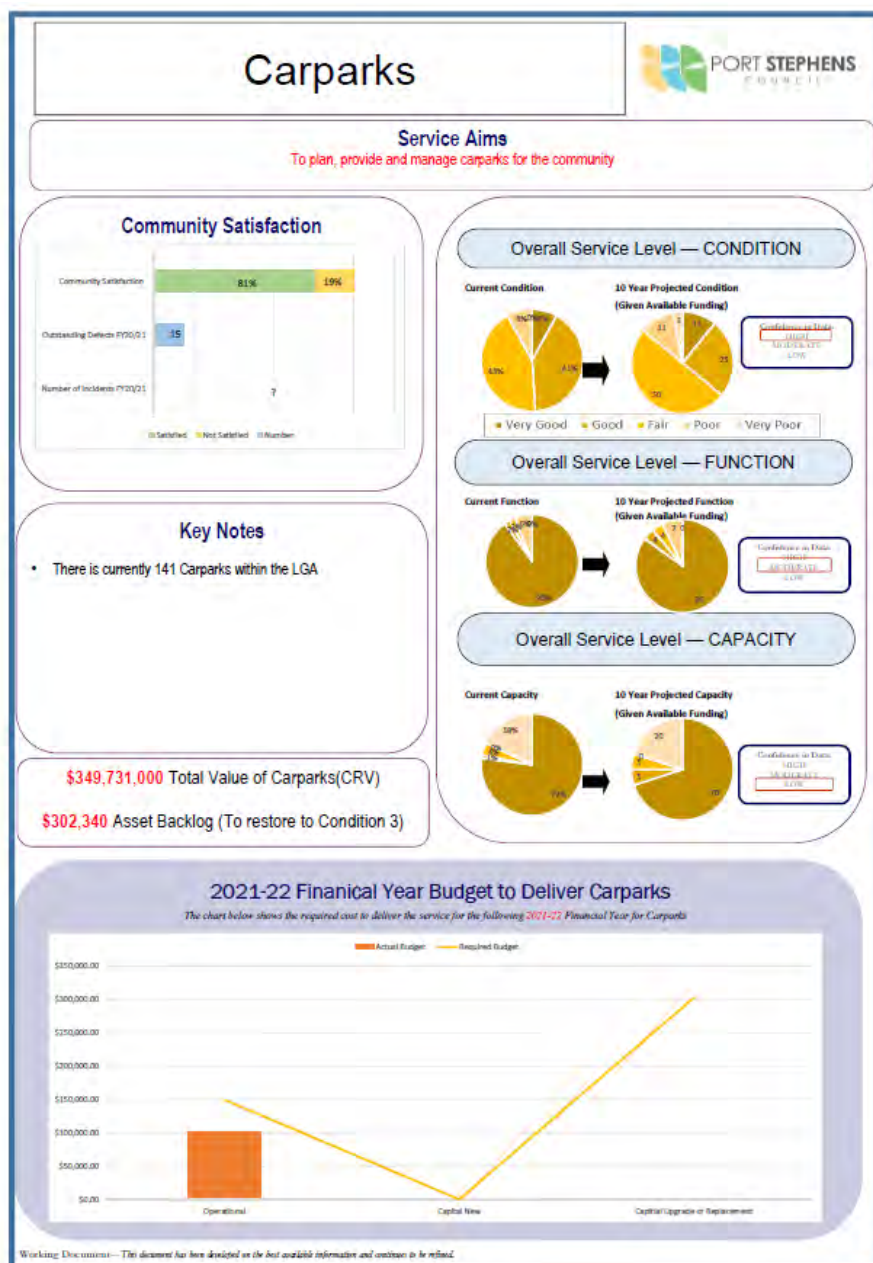 Carparks
PORT STEPHENS
COUNCIL
Service Aims
To plan, provide and manage carparks for the community
Community Satisfaction
Community Satisfaction
81%
19%
Outstanding Defects FY20/21
15
Number of Incidents FY20/21
?
Satisfied
Not Satisfied
Number
Key Notes
• There is currently 141 Carparks within the LGA
$349,731,000 Total Value of Carparks(CRV)
$302,340 Asset Backlog (To restore to Condition 3)
Overall Service Level — CONDITION
Current Condition
10 Year Projected Condition
(Given Available Funding)
41%
11
25
50
11
Confidence in Data
HIGH
MODERATE
LOW
Very Good
Good
Fair
Poor
Very Poor
Overall Service Level — FUNCTION
Current Function
10 Year Projected Function
(Given Available Funding)
Confidence in Data
HIGH
MODERATE
LOW
Overall Service Level — CAPACITY
Current Capacity
10 Year Projected Capacity
(Given Available Funding)
20
70
Confidence in Data
HIGH
MODERATE
LOW
2021-22 Finanical Year Budget to Deliver Carparks
The chart below shows the required cost to deliver the service for the following 2021-22 Financial Year for Carparks
Actual Budget
Required Budget
$350,000.00
$300,000.00
$250,000.00
$200,000.00
$150,000.00
$100,000.00
$50,000.00
$0.00
Operational
Capital New
Captital Upgrade or Replacement
Working Document— This document has been developed on the best available information and continues to be refined.